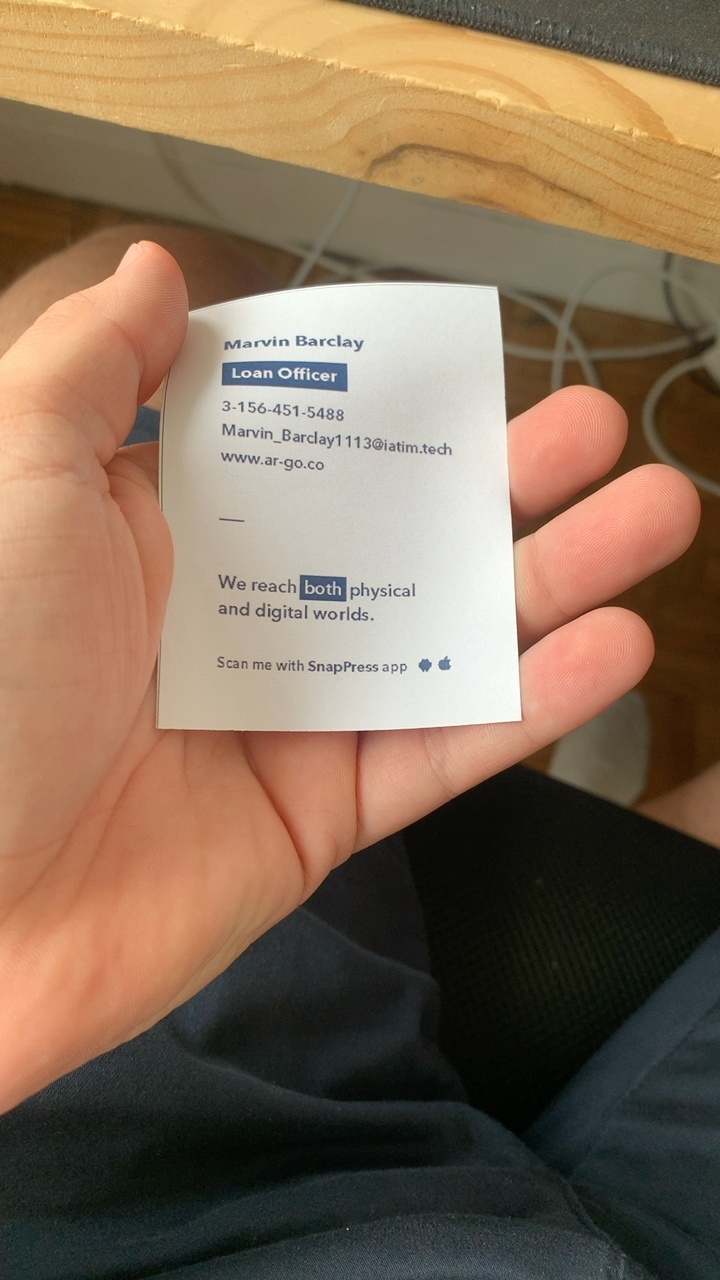 Marvin Barclay
Loan Officer
3-156-451-5488
Marvin_Barclay1113@iatim.tech
www.ar-go.co
We reach both physical
and digital worlds.
Scan me with SnapPress app